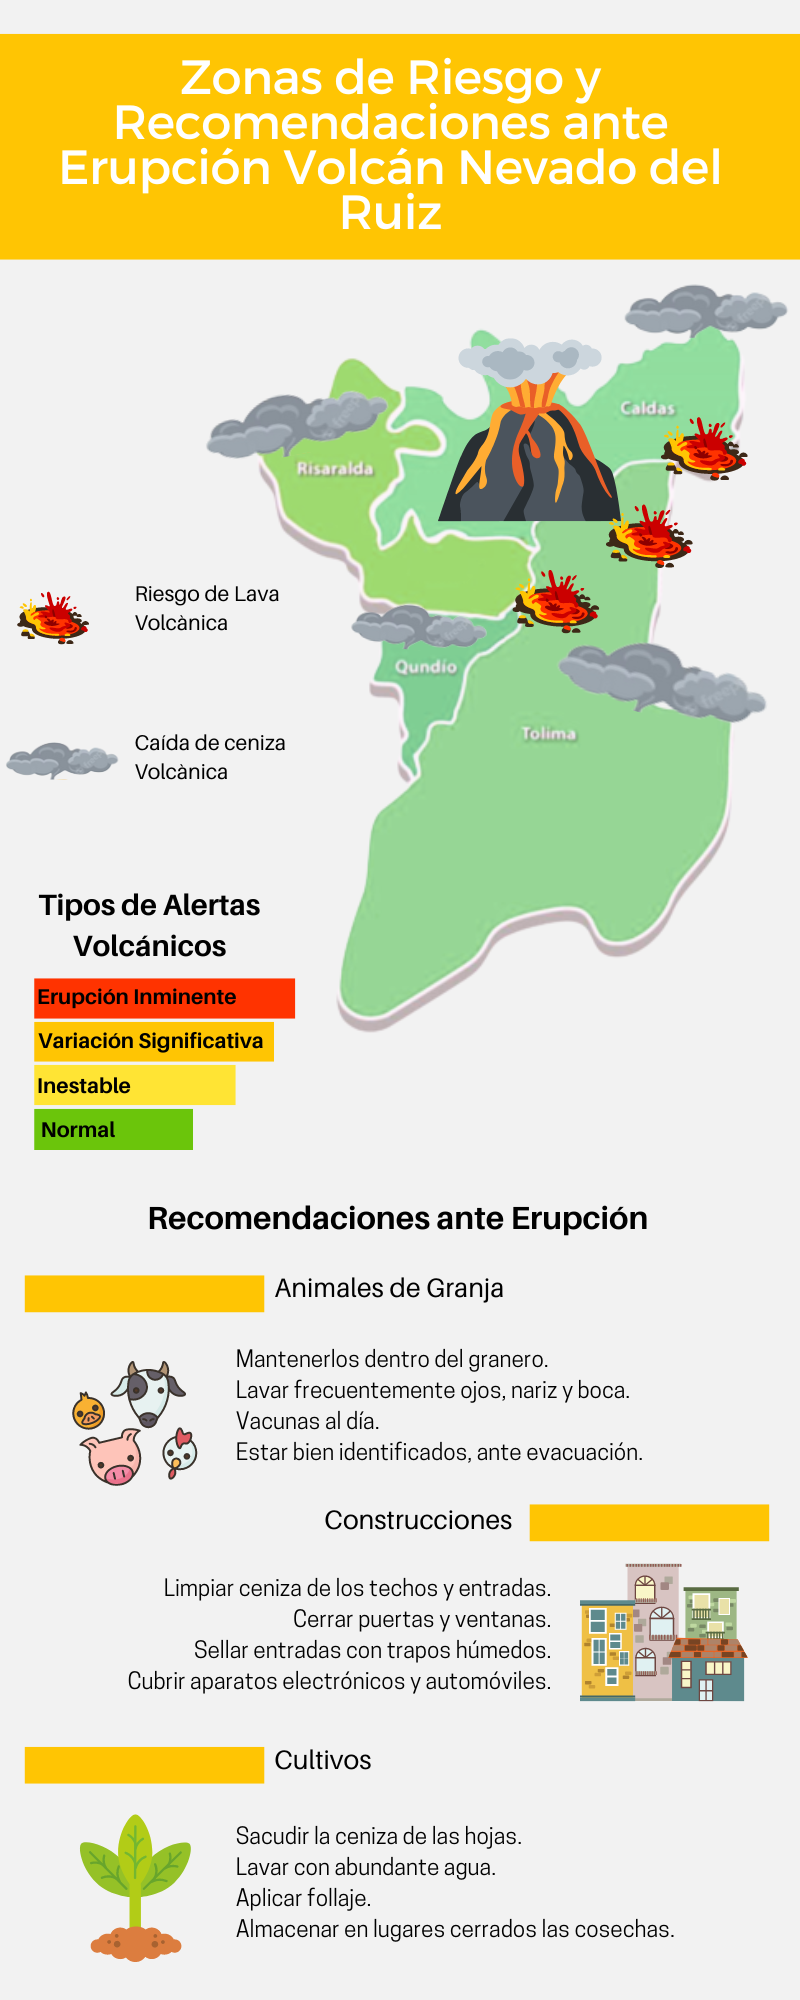 Zonas de Riesgo y
Recomendaciones ante
Erupción Volcán Nevado del
Ruiz
Caldas
Risaralda
Riesgo de Lava
Volcànica
Qundío
Tolima
Caída de ceniza
Volcànica
Tipos de Alertas
Volcánicos
Erupción Inminente
Variación Significativa
Inestable
Normal
Recomendaciones ante Erupción
Animales de Granja
Mantenerlos dentro del granero.
Lavar frecuentemente ojos, nariz y boca.
Vacunas al día.
Estar bien identificados, ante evacuación.
Construcciones
Limpiar ceniza de los techos y entradas.
Cerrar puertas y ventanas.
Sellar entradas con trapos húmedos.
Cubrir aparatos electrónicos y automóviles.
Cultivos
Sacudir la ceniza de las hojas.
Lavar con abundante agua.
Aplicar follaje.
Almacenar en lugares cerrados las cosechas.